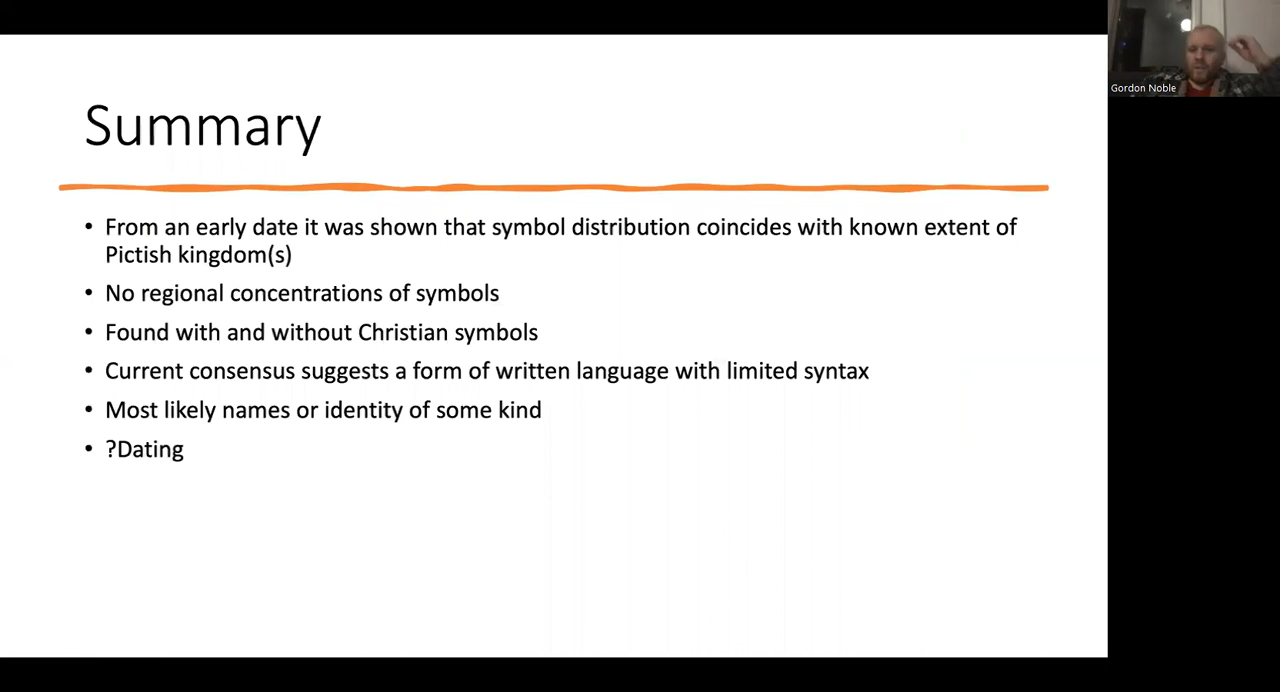 Gordon Noble
Summary
• From an early date it was shown that symbol distribution coincides with known extent of
Pictish kingdom(s)
• No regional concentrations of symbols
• Found with and without Christian symbols
• Current consensus suggests a form of written language with limited syntax
• Most likely names or identity of some kind
• ?Dating